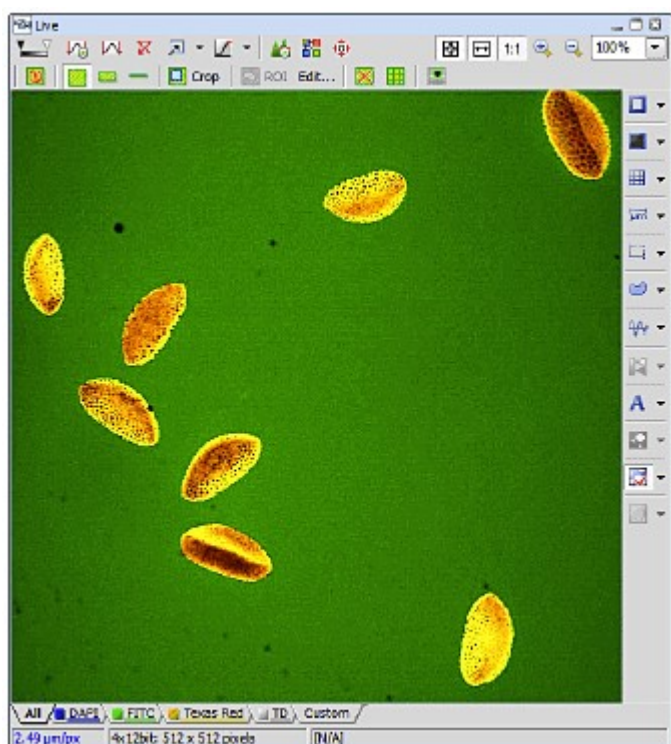 Live
1:1 100%
Crop ROI Edit...
μm
A
All DAPI FITC Texas Red TD Custom
2.49 μm/px 4x12bit: 512 x 512 pixels [N/A]